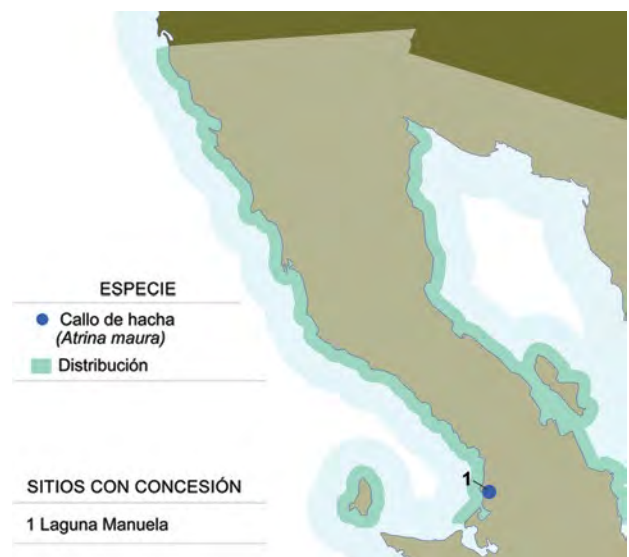 ESPECIE
Callo de hacha
(Atrina maura)
Distribución
1
SITIOS CON CONCESIÓN
1 Laguna Manuela